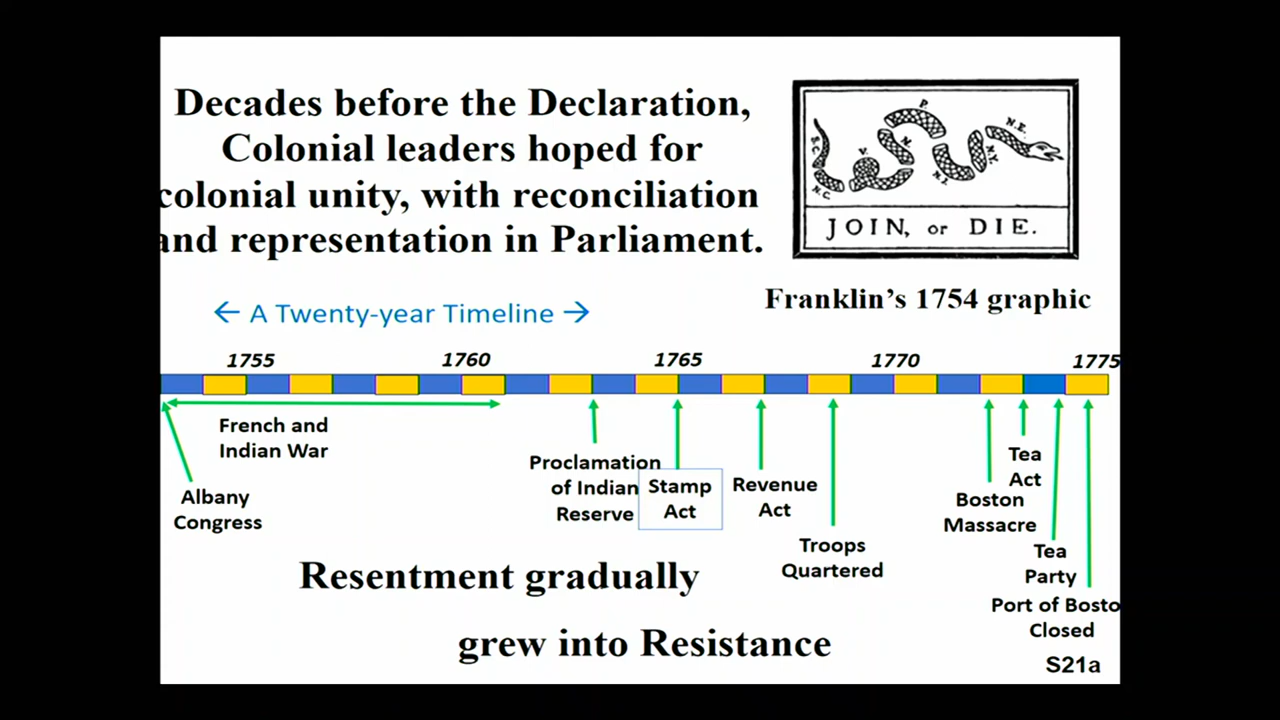 Decades before the Declaration,
Colonial leaders hoped for
colonial unity, with reconciliation
and representation in Parliament.
S.C.
N.C.
V.
M.
P.
N.J.
N.Y.
N.E.
JOIN, or DIE.
Franklin's 1754 graphic
← A Twenty-year Timeline →
1755 1760 1765 1770 1775
French and
Indian War
Albany
Congress
Proclamation
of Indian
Reserve
Stamp
Act
Revenue
Act
Troops
Quartered
Boston
Massacre
Tea
Act
Tea
Party
Port of Bosto
Closed
Resentment gradually
grew into Resistance
S21a